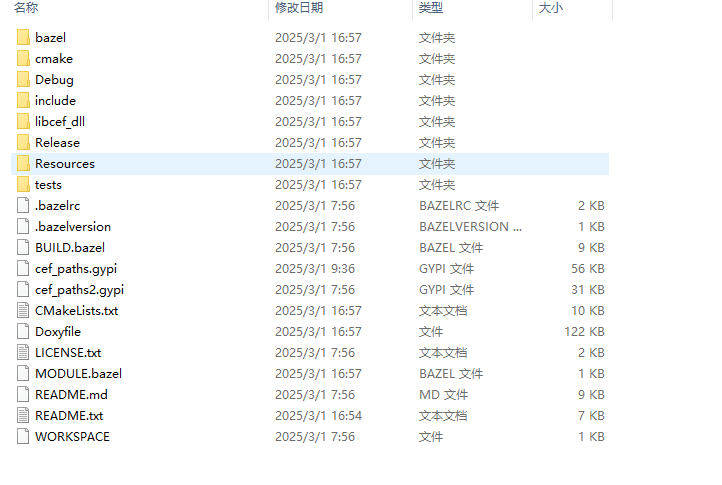 名称 修改日期 类型 大小
bazel 2025/3/1 16:57 文件夹
cmake 2025/3/1 16:57 文件夹
Debug 2025/3/1 16:57 文件夹
include 2025/3/1 16:57 文件夹
libcef_dll 2025/3/1 16:57 文件夹
Release 2025/3/1 16:57 文件夹
Resources 2025/3/1 16:57 文件夹
tests 2025/3/1 16:57 文件夹
.bazelrc 2025/3/1 7:56 BAZELRC 文件 2 KB
.bazelversion 2025/3/1 7:56 BAZELVERSION ... 1 KB
BUILD.bazel 2025/3/1 7:56 BAZEL 文件 9 KB
cef_paths.gypi 2025/3/1 9:36 GYPI 文件 56 KB
cef_paths2.gypi 2025/3/1 7:56 GYPI 文件 31 KB
CMakeLists.txt 2025/3/1 16:57 文本文档 10 KB
Doxyfile 2025/3/1 16:57 文件 122 KB
LICENSE.txt 2025/3/1 7:56 文本文档 2 KB
MODULE.bazel 2025/3/1 16:57 BAZEL 文件 1 KB
README.md 2025/3/1 7:56 MD 文件 9 KB
README.txt 2025/3/1 16:54 文本文档 7 KB
WORKSPACE 2025/3/1 7:56 文件 1 KB